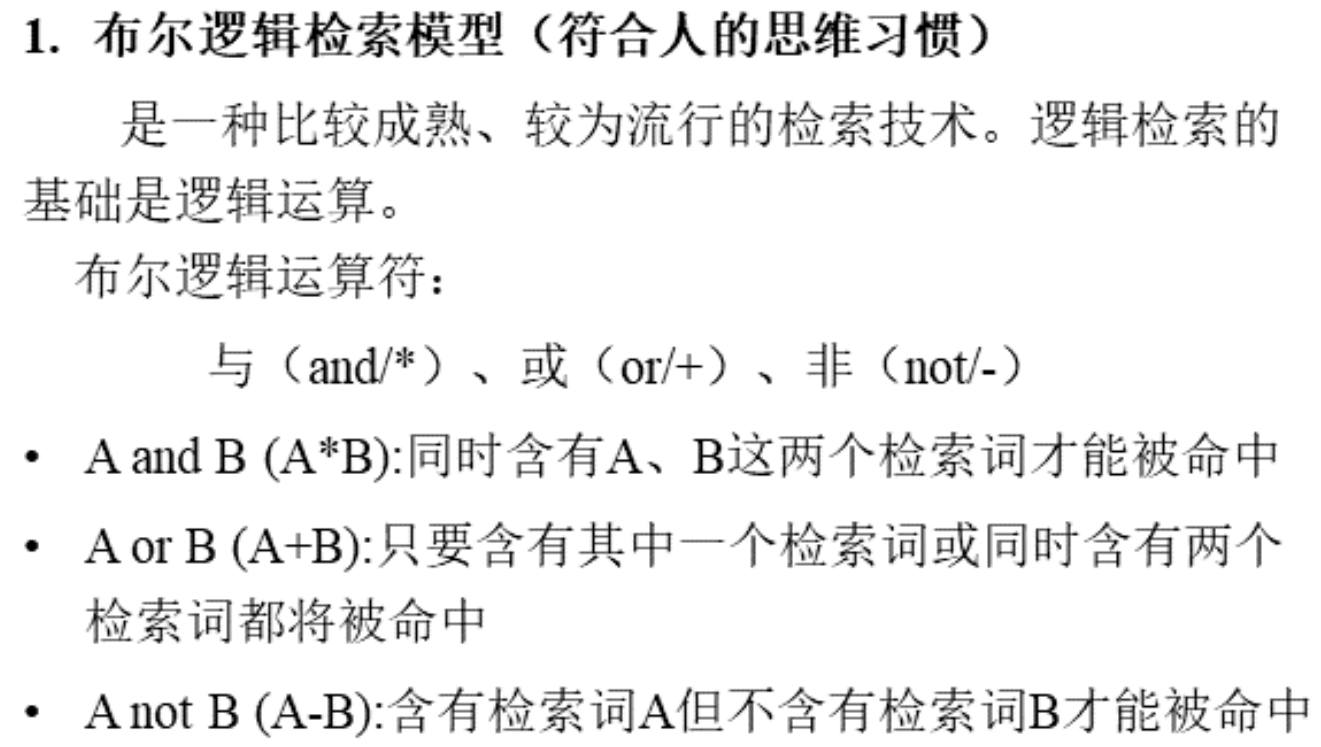 1. 布尔逻辑检索模型（符合人的思维习惯）
是一种比较成熟、较为流行的检索技术。逻辑检索的
基础是逻辑运算。
布尔逻辑运算符：
与（and/*）、或（or/+）、非（not/-）
• A and B (A*B):同时含有A、B这两个检索词才能被命中
• A or B (A+B):只要含有其中一个检索词或同时含有两个
检索词都将被命中
• A not B (A-B):含有检索词A但不含有检索词B才能被命中